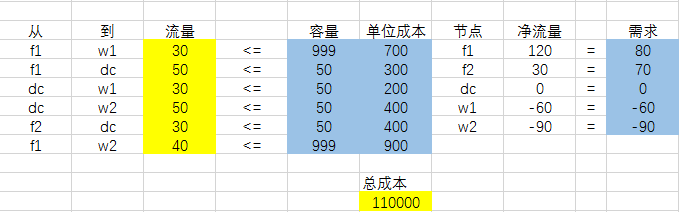 从 到 流量 容量 单位成本 节点 净流量 需求
f1 w1 30 <= 999 700 f1 120 = 80
f1 dc 50 <= 50 300 f2 30 = 70
dc w1 30 <= 50 200 dc 0 = 0
dc w2 50 <= 50 400 w1 -60 = -60
f2 dc 30 <= 50 400 w2 -90 = -90
f1 w2 40 <= 999 900
总成本
110000